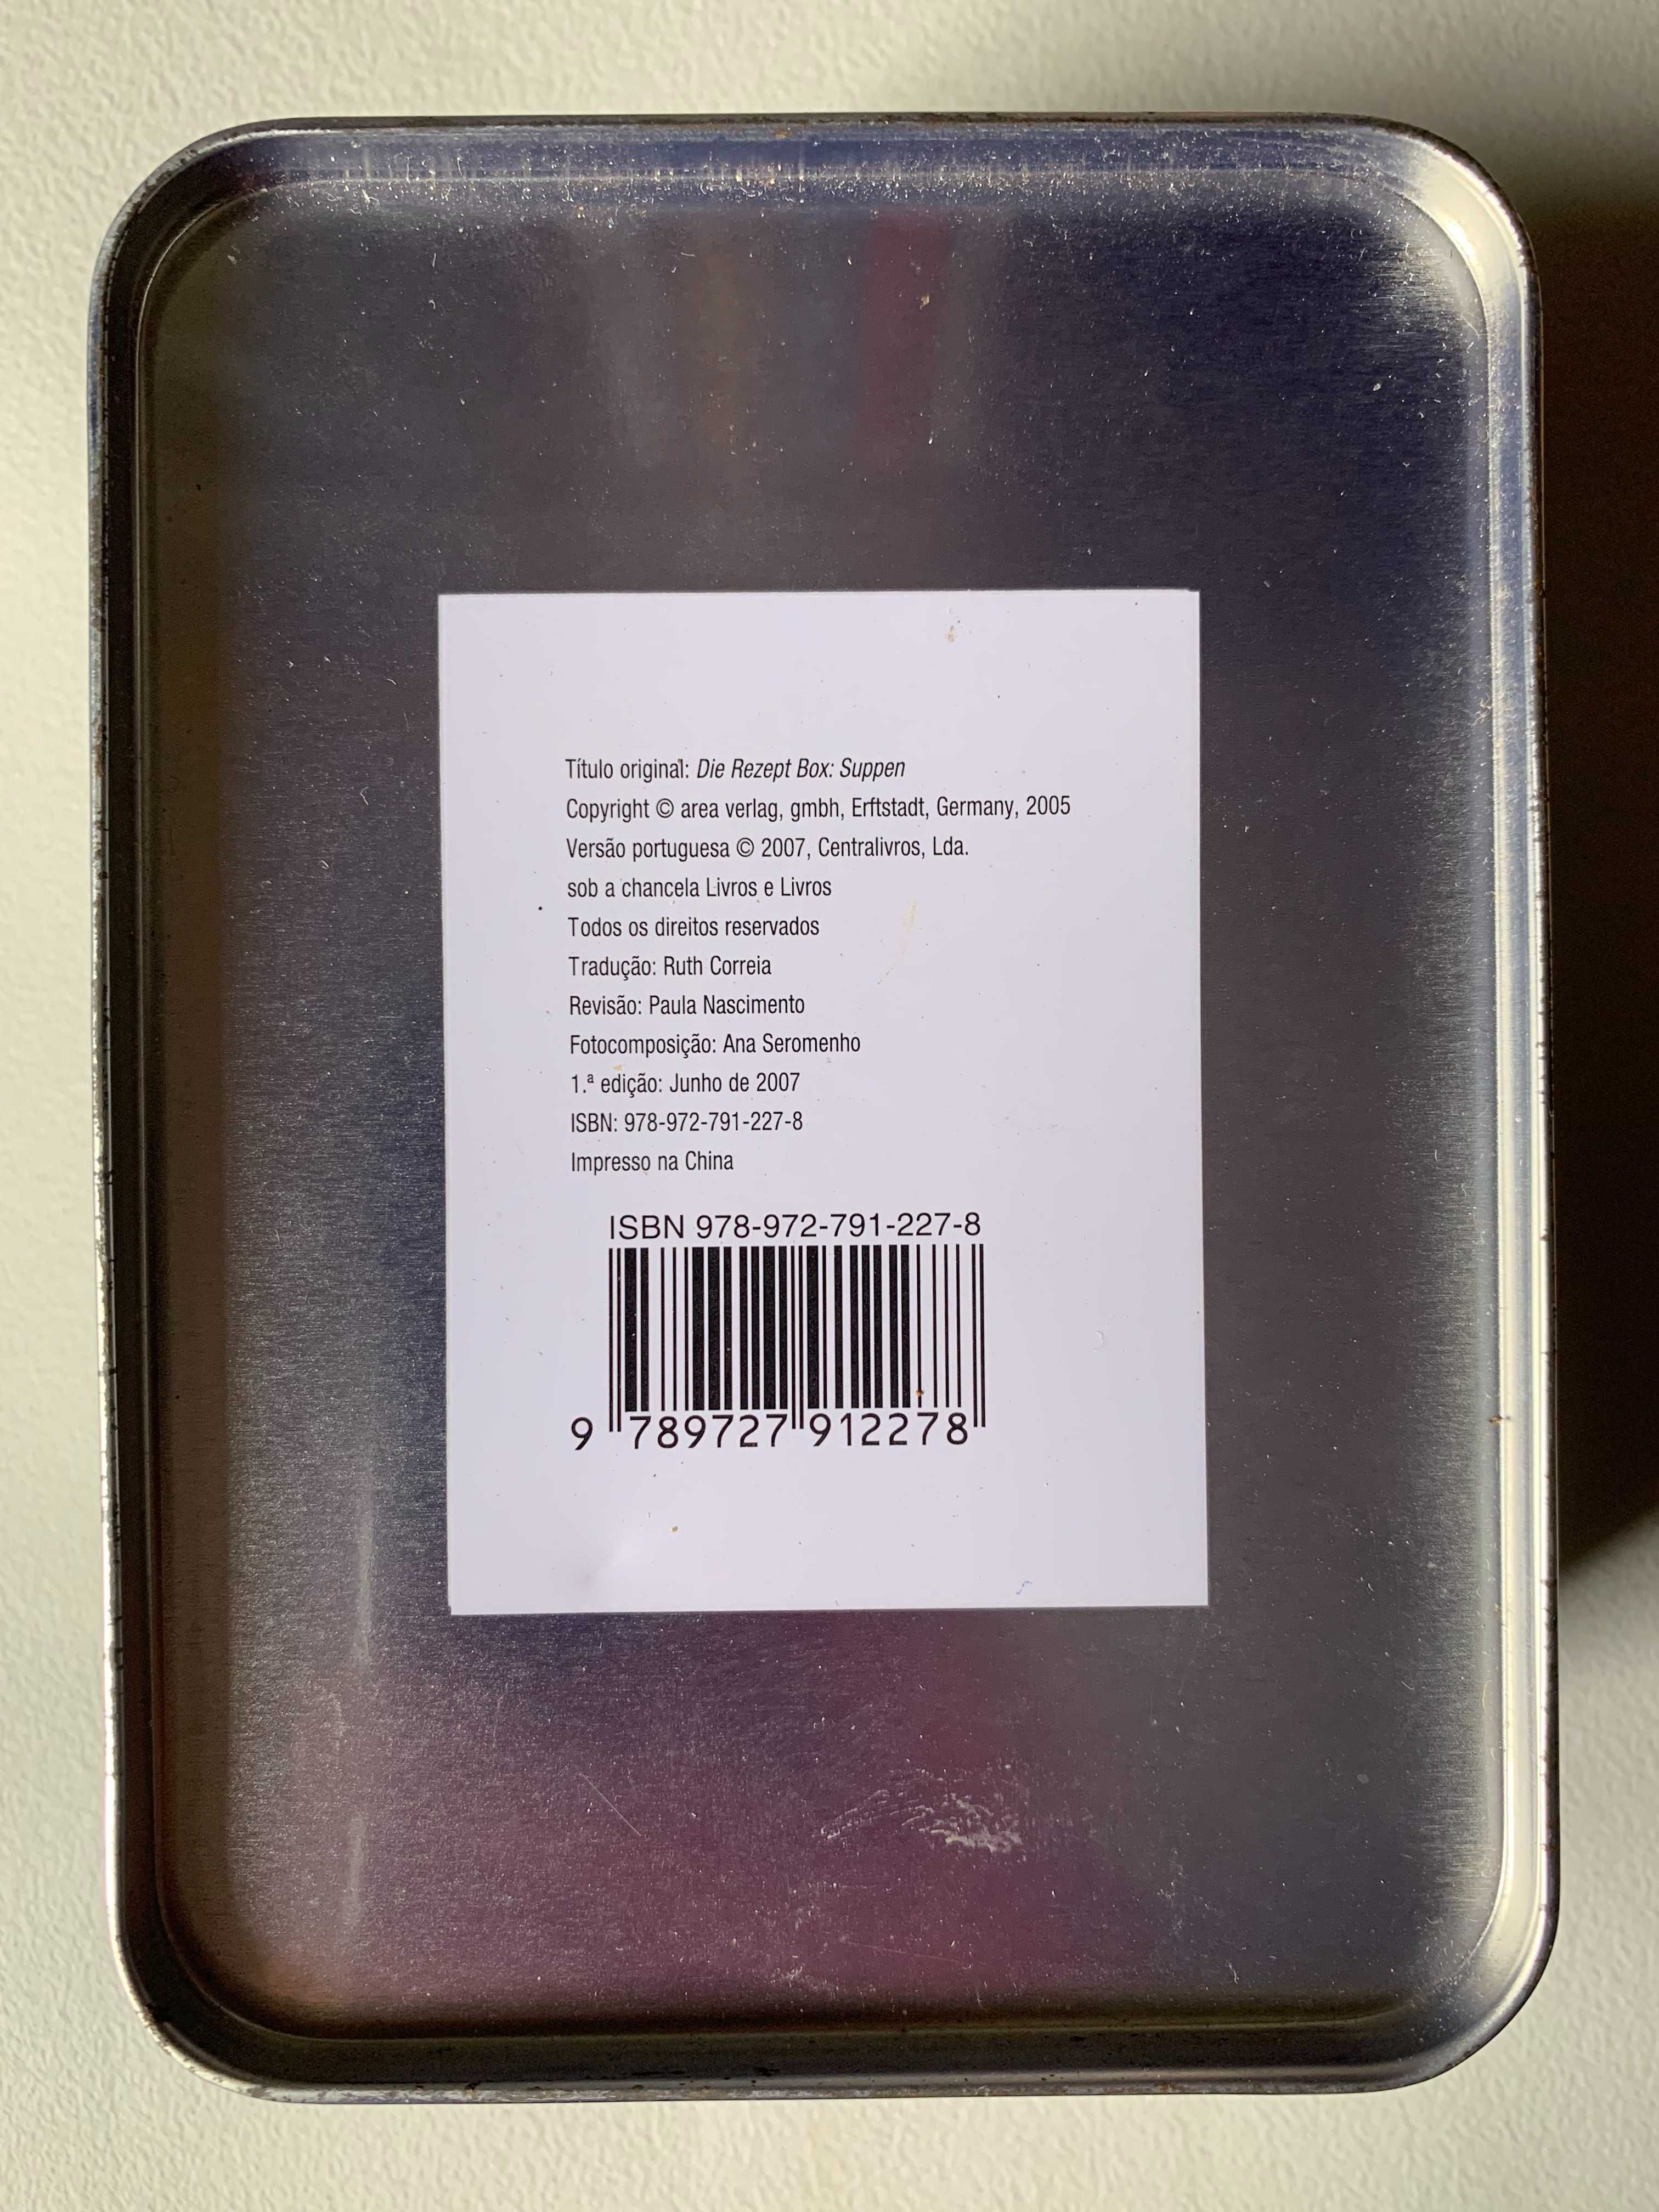 Título original: Die Rezept Box: Suppen
Copyright © area verlag, gmbh, Erftstadt, Germany, 2005
Versão portuguesa © 2007, Centralivros, Lda.
sob a chancela Livros e Livros
Todos os direitos reservados
Tradução: Ruth Correia
Revisão: Paula Nascimento
Fotocomposição: Ana Seromenho
1.ª edição: Junho de 2007
ISBN: 978-972-791-227-8
Impresso na China
ISBN 978-972-791-227-8
9 789727 912278